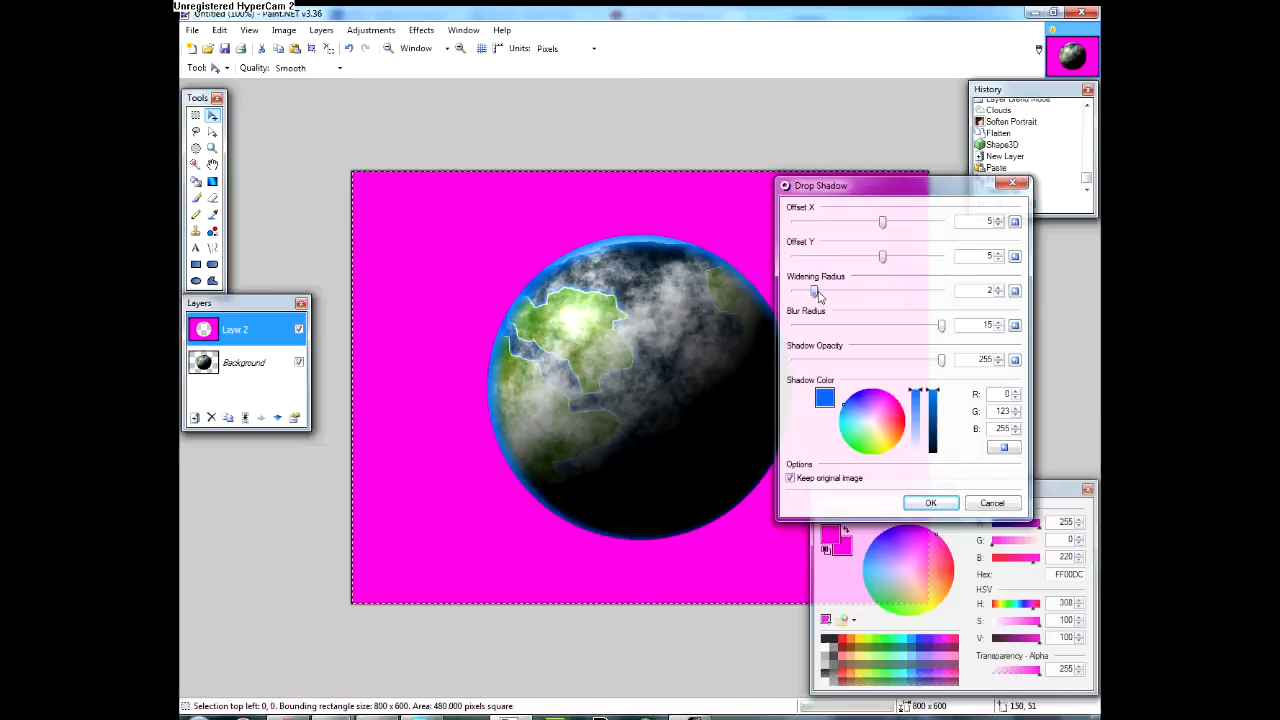 Unregistered HyperCam 2
Untitled (100%) - Paint.NET v3.36
File Edit View Image Layers Adjustments Effects Window Help
Window Units: Pixels
Tool: Quality: Smooth
Tools
History
Layer Blend Mode
Clouds
Soften Portrait
Flatten
Shape3D
New Layer
Paste
Drop Shadow
Offset X
5
Offset Y
5
Widening Radius
2
Blur Radius
15
Shadow Opacity
255
Shadow Color
R: 0
G: 123
B: 255
Options
Keep original image
OK Cancel
Layers
Layer 2
Background
255
G: 0
B: 220
Hex: FF00DC
HSV
H: 308
S: 100
V: 100
Transparency - Alpha
255
Selection top left: 0, 0. Bounding rectangle size: 800 x 600. Area: 480.000 pixels square.
800 x 600
150, 51